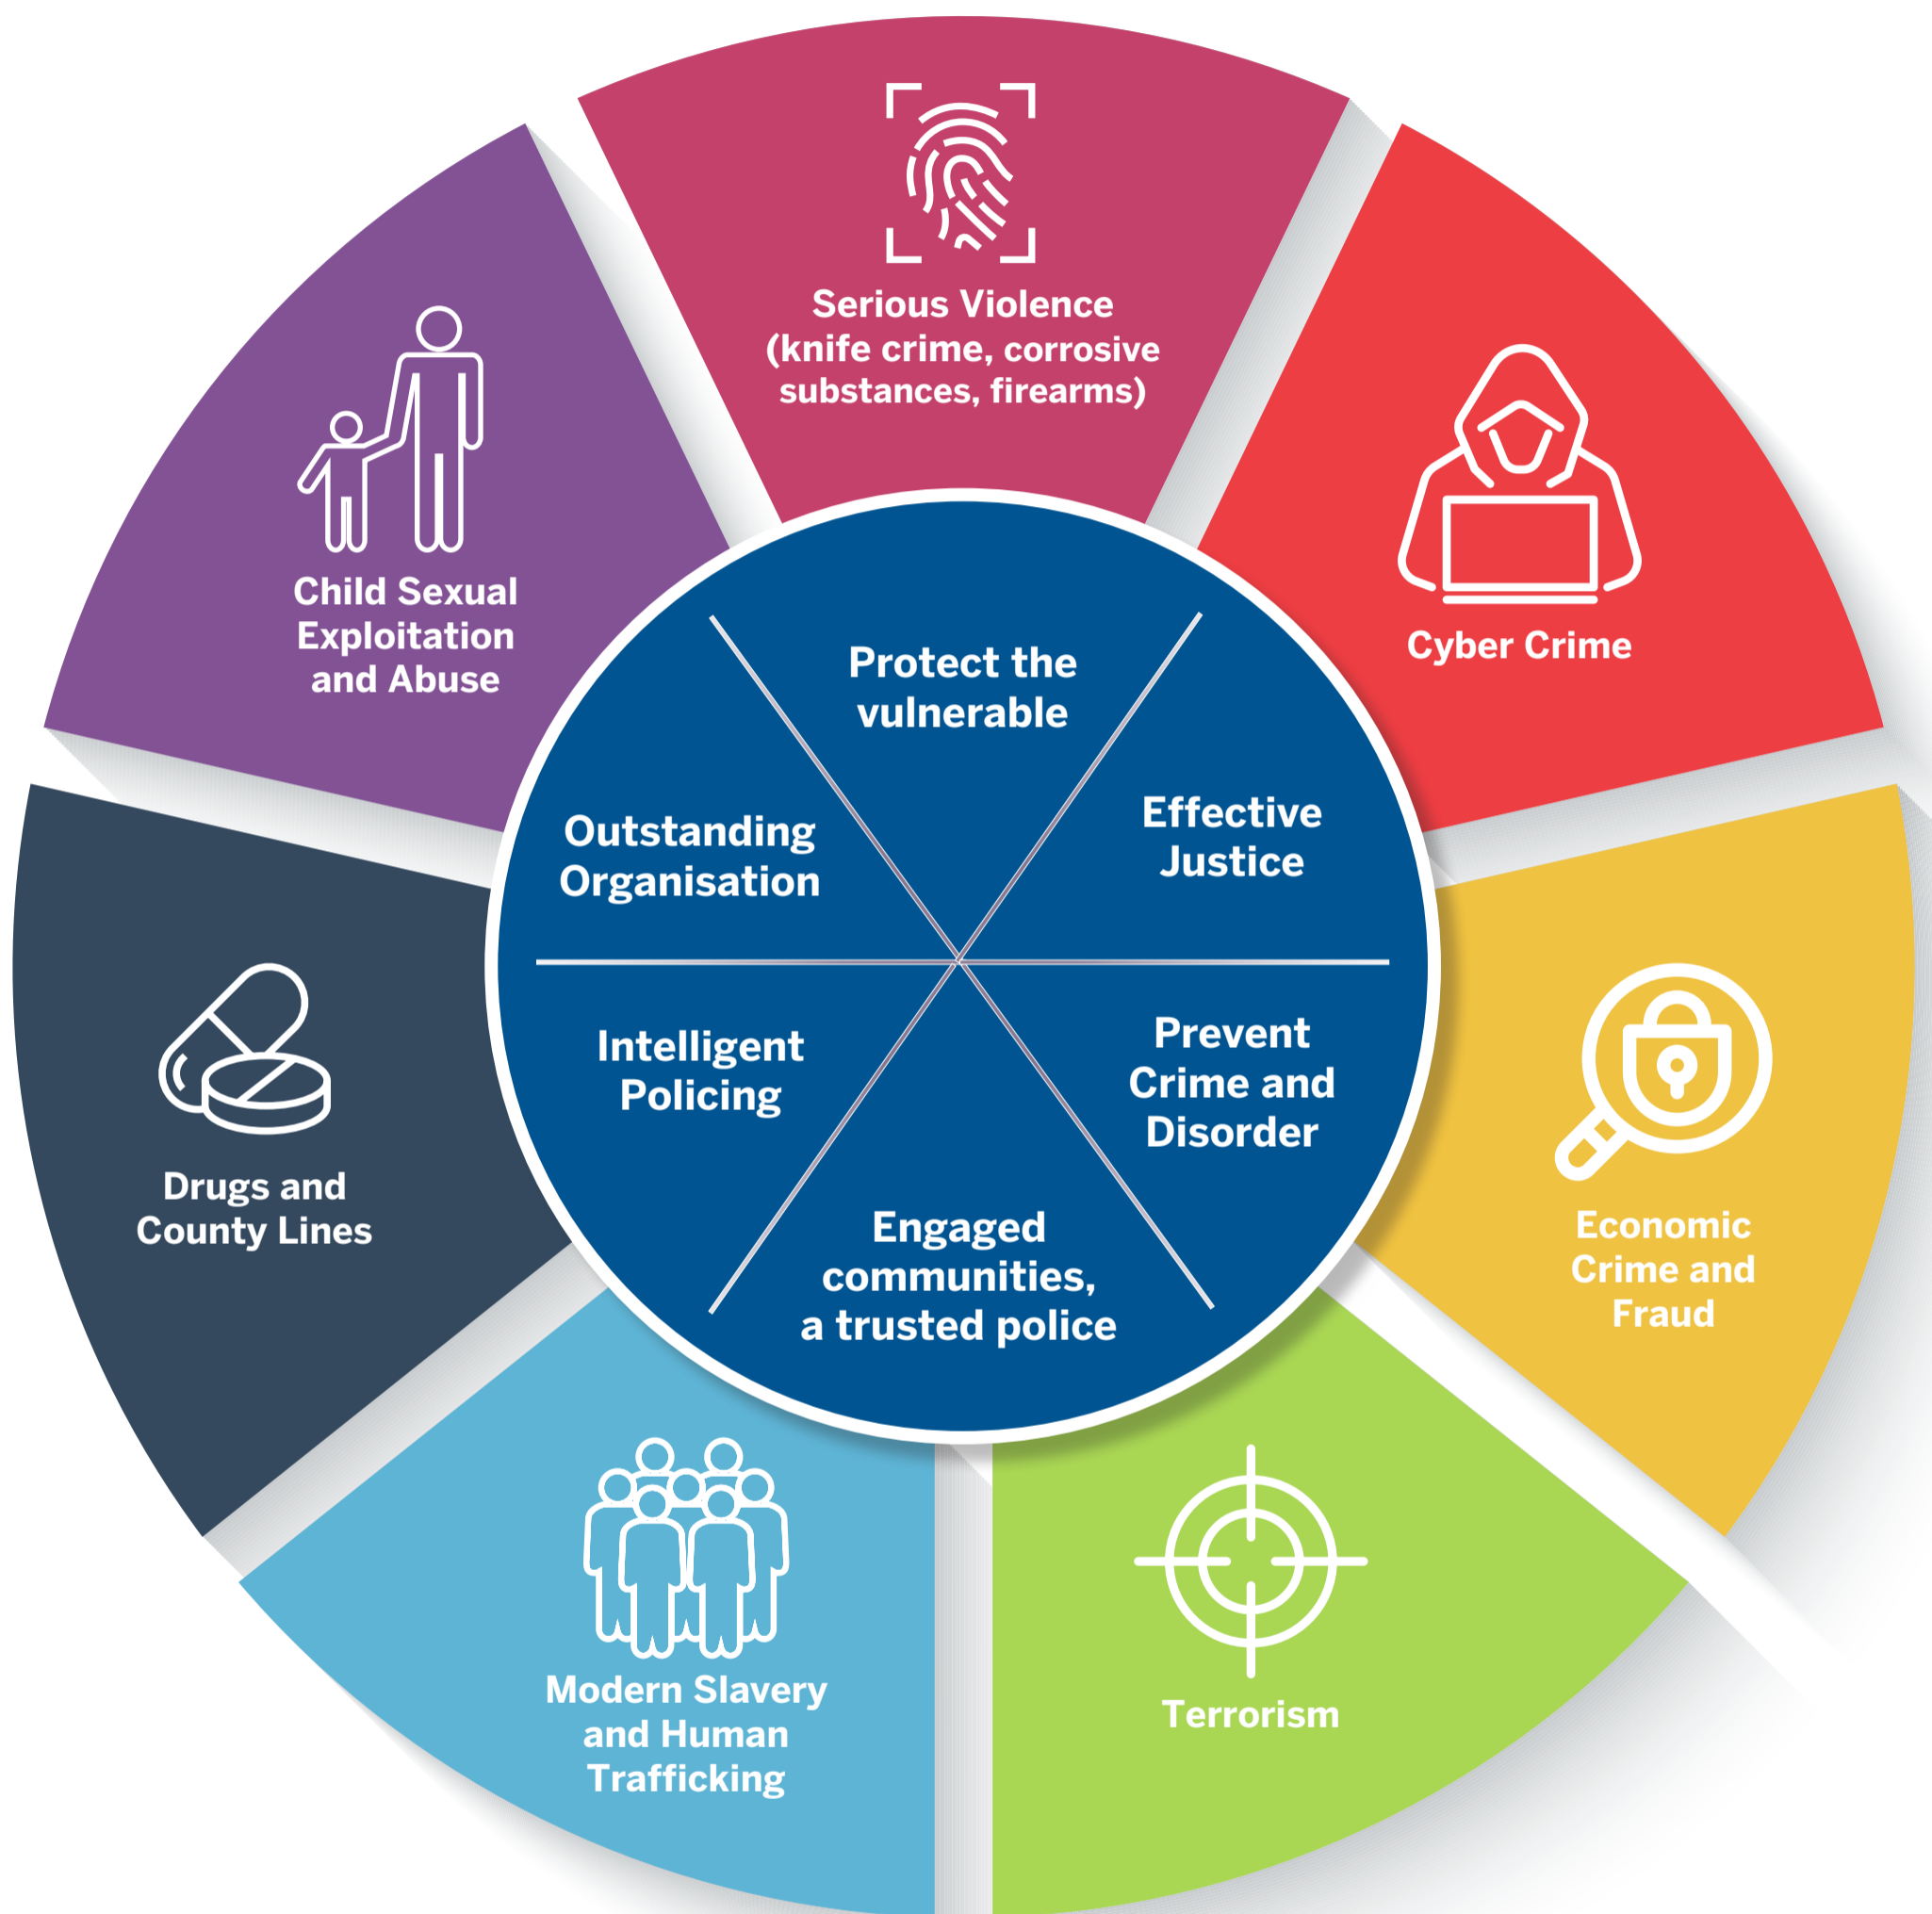 Serious Violence
(knife crime, corrosive
substances, firearms)
Cyber Crime
Economic
Crime and
Fraud
Terrorism
Modern Slavery
and Human
Trafficking
Drugs and
County Lines
Child Sexual
Exploitation
and Abuse
Protect the
vulnerable
Effective
Justice
Prevent
Crime and
Disorder
Engaged
communities,
a trusted police
Intelligent
Policing
Outstanding
Organisation